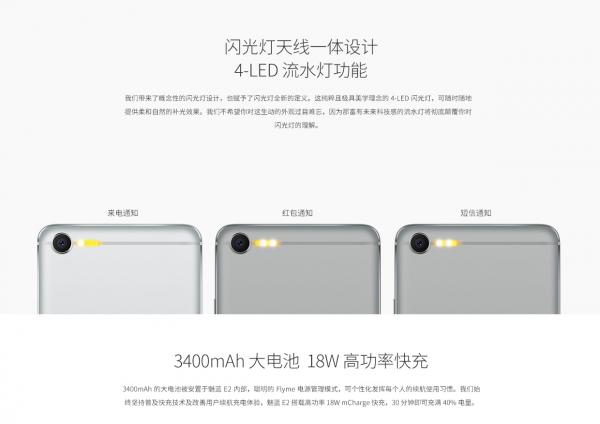 闪光灯天线一体设计
4-LED 流水灯功能
我们带来了概念性的闪光灯设计，也赋予了闪光灯全新的定义。这纯粹且极具美学理念的 4-LED 闪光灯，可随时随地
提供柔和自然的补光效果。我们不希望你对这生动的外观过目难忘，因为那富有未来科技感的流水灯将彻底颠覆你对
闪光灯的理解。
来电通知
红包通知
短信通知
3400mAh 大电池 18W 高功率快充
3400mAh 的大电池被安置于魅蓝 E2 内部，聪明的 Flyme 电源管理模式，可个性化发挥每个人的续航使用习惯。我们始
终坚持普及快充技术及改善用户续航充电体验，魅蓝 E2 搭载高功率 18W mCharge 快充，30 分钟即可充满 40% 电量。